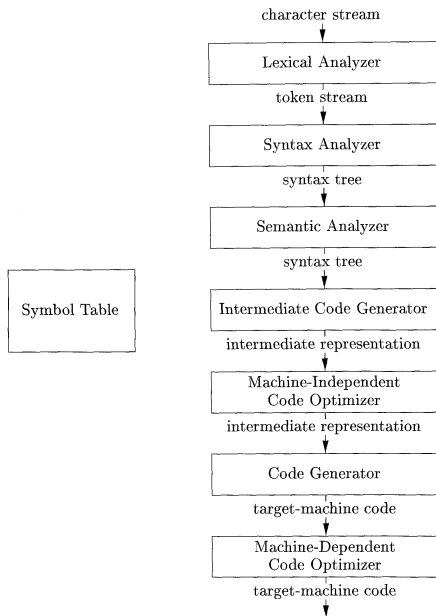 character stream
Lexical Analyzer
token stream
Syntax Analyzer
syntax tree
Semantic Analyzer
syntax tree
Symbol Table
Intermediate Code Generator
intermediate representation
Machine-Independent
Code Optimizer
intermediate representation
Code Generator
target-machine code
Machine-Dependent
Code Optimizer
target-machine code